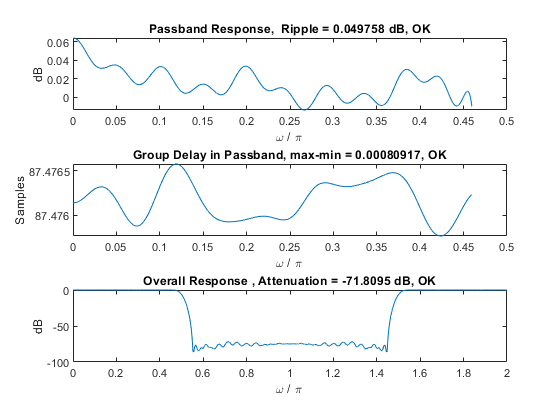 Passband Response,  Ripple = 0.049758 dB, OK
0.06
0.04
0.02
0
dB
0 0.05 0.1 0.15 0.2 0.25 0.3 0.35 0.4 0.45 0.5
ω / π
Group Delay in Passband, max-min = 0.00080917, OK
87.4765
87.476
Samples
0 0.05 0.1 0.15 0.2 0.25 0.3 0.35 0.4 0.45 0.5
ω / π
Overall Response , Attenuation = -71.8095 dB, OK
0
-50
-100
dB
0 0.2 0.4 0.6 0.8 1 1.2 1.4 1.6 1.8 2
ω / π